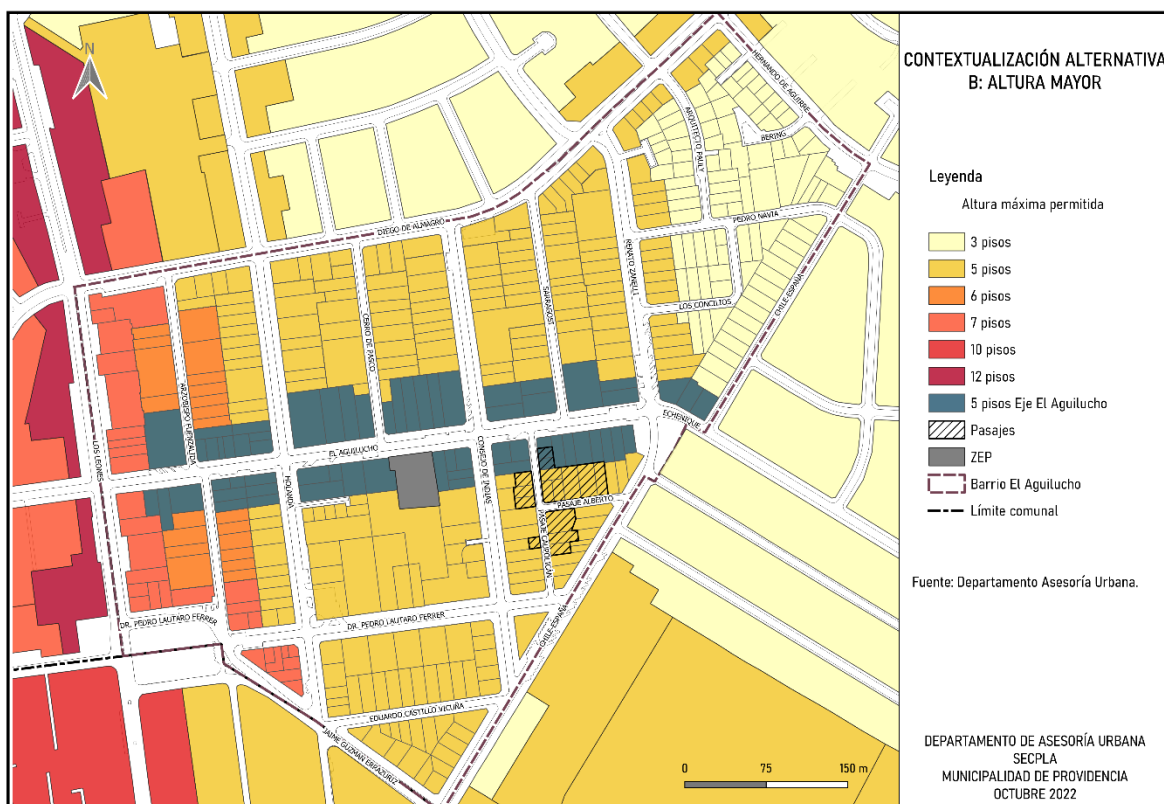 N
HERNANDO DE AGUIRRE
ARQUITECTO PAULY
BERING
DIEGO DE ALMAGRO
PEDRO NAVIA
RENATO ZANELLI
CERRO DE PASCO
LOS CONCILIOS
CHILE-ESPAÑA
ARZOBISPO FUENZALIDA
ECHENIQUE
LOS LEONES
EL AGUILUCHO
HOLANDA
CONSEJO DE INDIAS
PASAJE ALBERTO
PASAJE CAUPOLICÁN
DR. PEDRO LAUTARO FERRER
DR. PEDRO LAUTARO FERRER
CHILE-ESPAÑA
EDUARDO CASTILLO VICUÑA
JAIME GUZMAN ERRAZURIZ
0 75 150 m
CONTEXTUALIZACIÓN ALTERNATIVA
B: ALTURA MAYOR
Leyenda
Altura máxima permitida
3 pisos
5 pisos
6 pisos
7 pisos
10 pisos
12 pisos
5 pisos Eje El Aguilucho
Pasajes
ZEP
Barrio El Aguilucho
Límite comunal
Fuente: Departamento Asesoría Urbana.
DEPARTAMENTO DE ASESORÍA URBANA
SECPLA
MUNICIPALIDAD DE PROVIDENCIA
OCTUBRE 2022